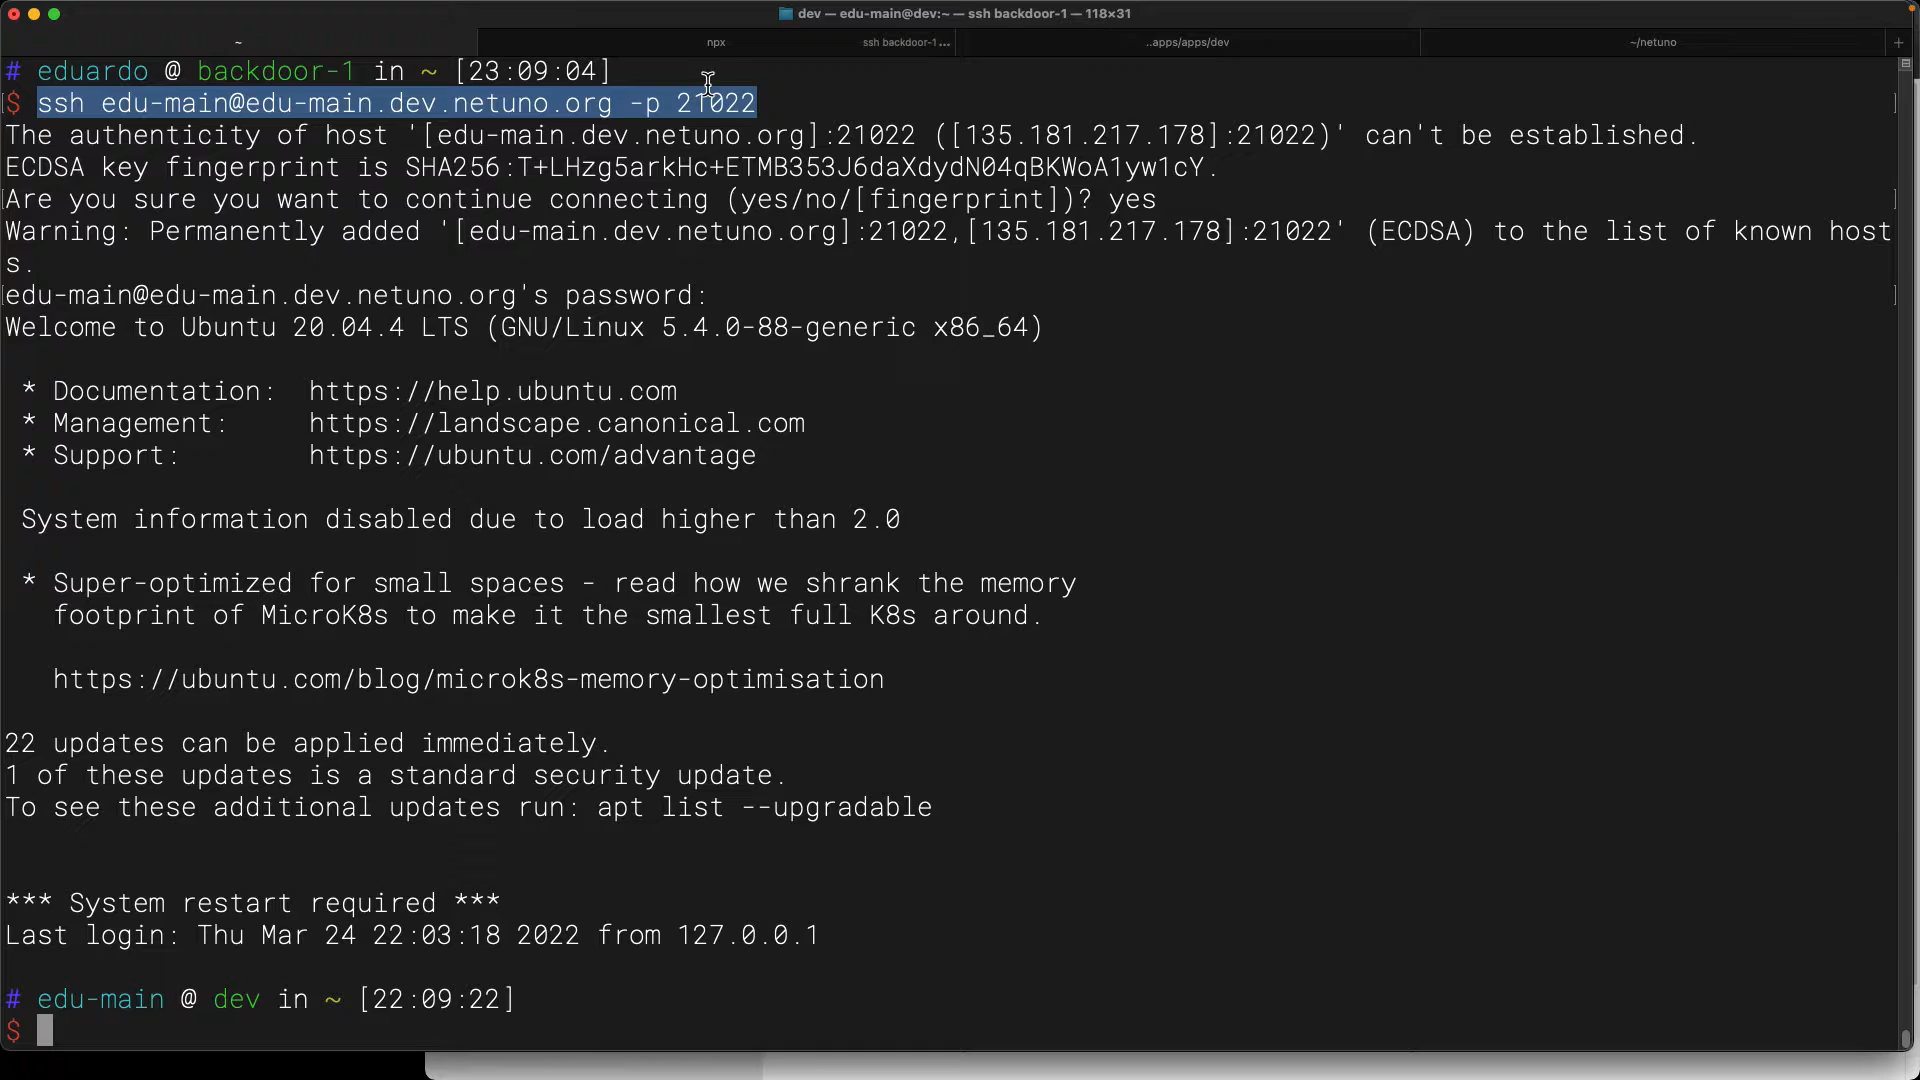 dev — edu-main@dev:~ — ssh backdoor-1 — 118×31
~ npx ssh backdoor-1... ..apps/apps/dev ~/netuno +
# eduardo @ backdoor-1 in ~ [23:09:04]
$ ssh edu-main@edu-main.dev.netuno.org -p 21022
The authenticity of host '[edu-main.dev.netuno.org]:21022 ([135.181.217.178]:21022)' can't be established.
ECDSA key fingerprint is SHA256:T+LHzg5arkHc+ETMB353J6daXdydN04qBKWoA1yw1cY.
Are you sure you want to continue connecting (yes/no/[fingerprint])? yes
Warning: Permanently added '[edu-main.dev.netuno.org]:21022,[135.181.217.178]:21022' (ECDSA) to the list of known host
s.
edu-main@edu-main.dev.netuno.org's password:
Welcome to Ubuntu 20.04.4 LTS (GNU/Linux 5.4.0-88-generic x86_64)
* Documentation:  https://help.ubuntu.com
* Management:     https://landscape.canonical.com
* Support:        https://ubuntu.com/advantage
System information disabled due to load higher than 2.0
* Super-optimized for small spaces - read how we shrank the memory
footprint of MicroK8s to make it the smallest full K8s around.
https://ubuntu.com/blog/microk8s-memory-optimisation
22 updates can be applied immediately.
1 of these updates is a standard security update.
To see these additional updates run: apt list --upgradable
*** System restart required ***
Last login: Thu Mar 24 22:03:18 2022 from 127.0.0.1
# edu-main @ dev in ~ [22:09:22]
$